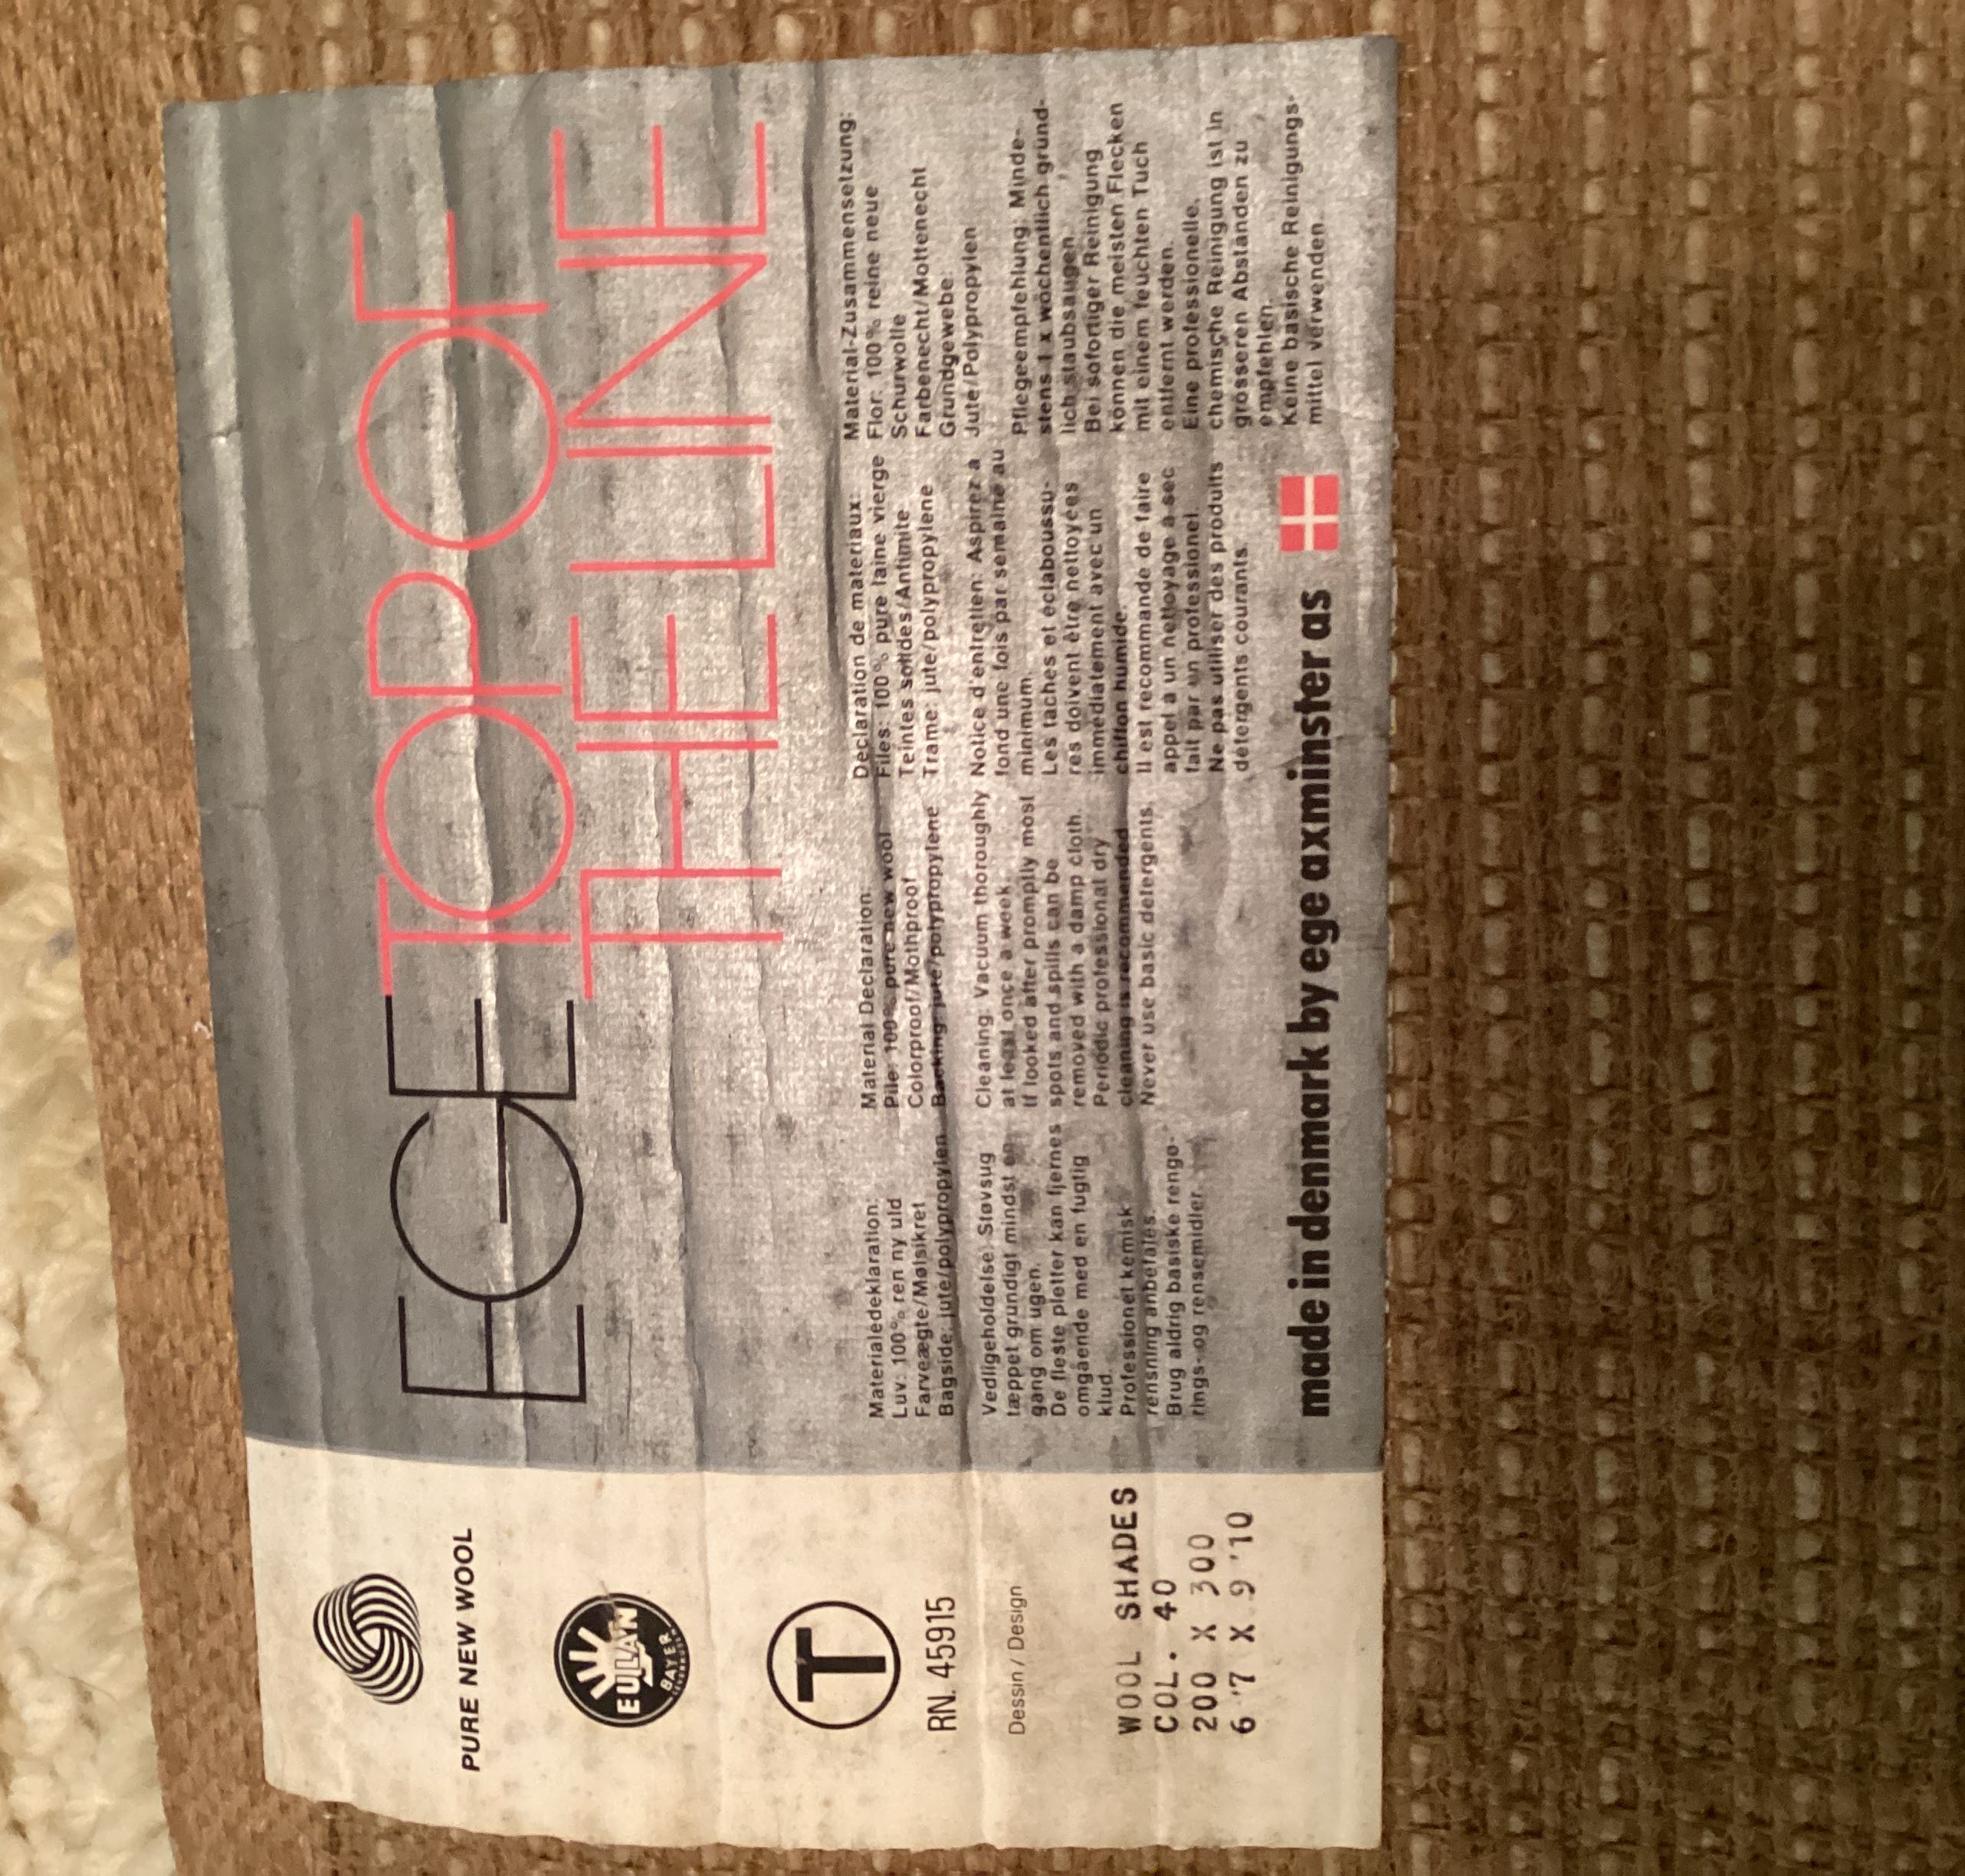 PURE NEW WOOL
EULAN
BAYER
T
RN. 45915
Dessin / Design
WOOL SHADES
COL. 40
200 X 300
6'7 X 9'10
EGE TOP OF
THE LINE
Materialedeklaration:
Luv: 100% ren ny uld
Farveægte/Mølsikret
Bagside: jute/polypropylen
Vedligeholdelse: Støvsug
tæppet grundigt mindst en
gang om ugen.
De fleste pletter kan fjernes
omgående med en fugtig
klud.
Professionel kemisk
rensning anbefales.
Brug aldrig basiske rengø-
rings- og rensemidler.
Material Declaration:
Pile: 100% pure new wool
Colorproof/Mothproof
Backing: jute/polypropylene
Cleaning: Vacuum thoroughly
at least once a week.
If looked after promptly most
spots and spills can be
removed with a damp cloth.
Periodic professional dry
cleaning is recommended
Never use basic detergents.
Déclaration de materiaux:
Files: 100% pure laine vierge
Teintes solides/Antimite
Trame: jute/polypropylene
Notice d'entretien: Aspirez a
fond une fois par semaine au
minimum.
Les taches et éclaboussu-
res doivent être nettoyées
immédiatement avec un
chiffon humide.
Il est recommande de faire
appel a un nettoyage a sec
fait par un professionel.
Ne pas utiliser des produits
détergents courants.
Material-Zusammensetzung:
Flor: 100% reine neue
Schurwolle
Farbenecht/Mottenecht
Grundgewebe:
Jute/Polypropylen
Pflegeempfehlung: Minde-
stens 1 x wöchentlich gründ-
lich staubsaugen.
Bei sofortiger Reinigung
können die meisten Flecken
mit einem feuchten Tuch
entfernt werden.
Eine professionelle,
chemische Reinigung ist in
grösseren Abständen zu
empfehlen.
Keine basische Reinigungs-
mittel verwenden.
made in denmark by ege axminster as